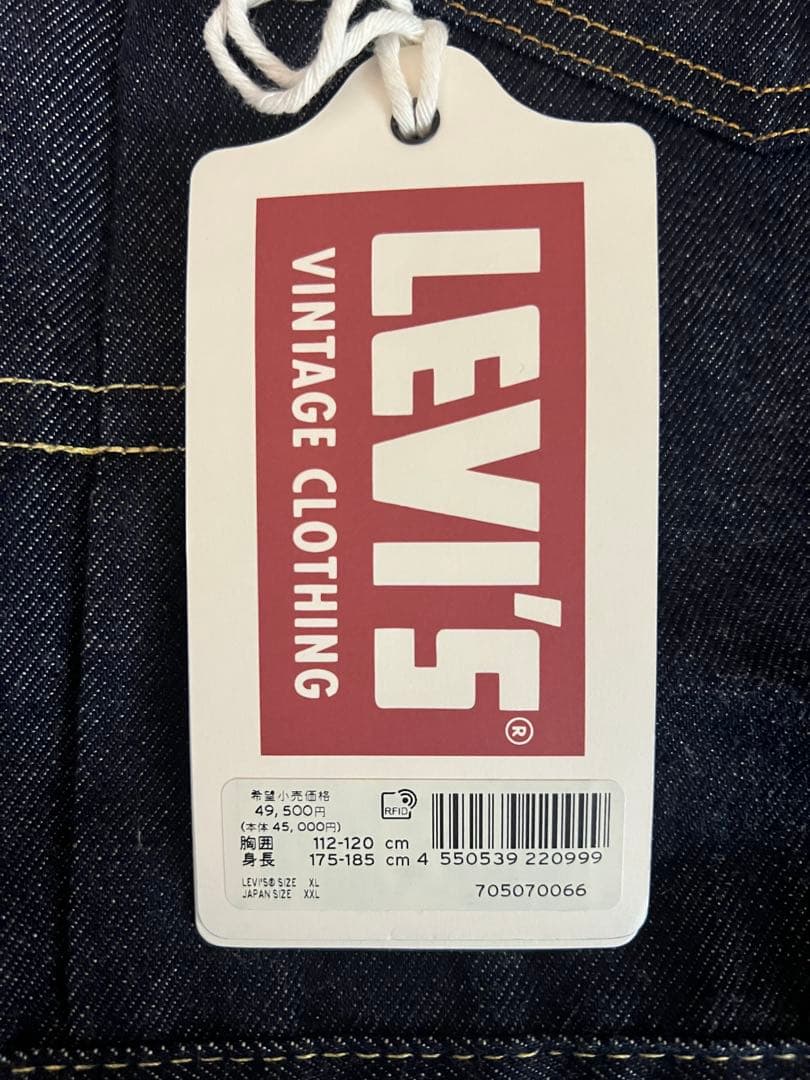 LEVI'S®
VINTAGE CLOTHING
希望小売価格
49,500円
(本体 45,000円)
胸囲 112-120 cm
身長 175-185 cm
LEVI'S® SIZE XL
JAPAN SIZE XXL
RFID
4 550539 220999
705070066